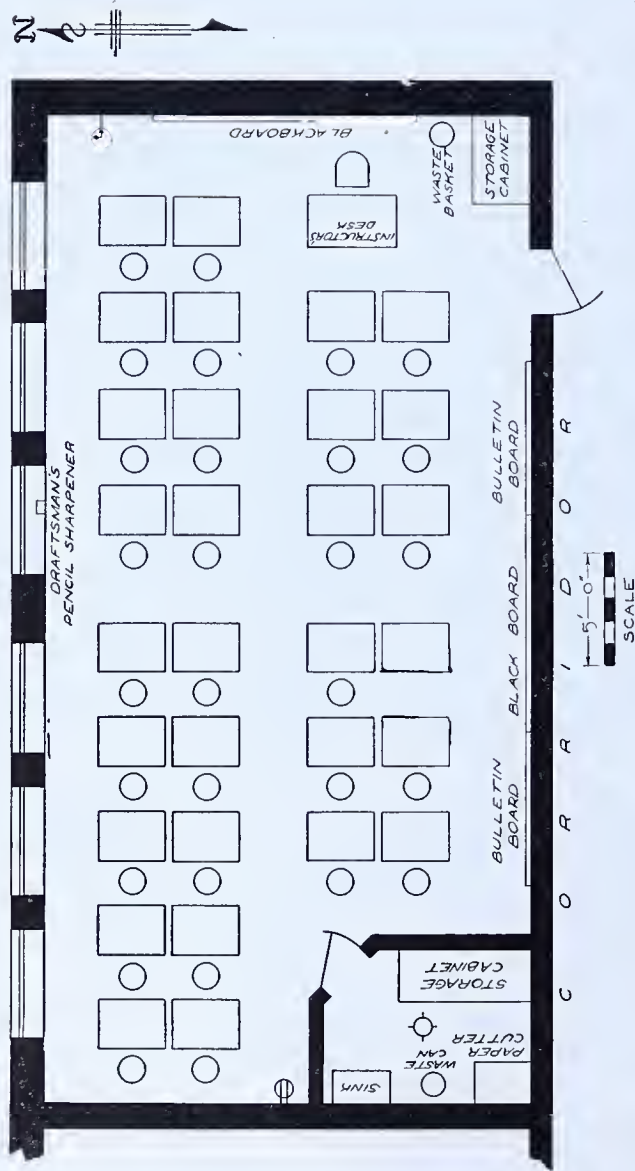 N
BLACKBOARD
INSTRUCTOR'S
DESK
WASTE
BASKET
STORAGE
CABINET
DRAFTSMAN'S
PENCIL SHARPENER
BULLETIN
BOARD
BLACK BOARD
BULLETIN
BOARD
STORAGE
CABINET
SINK
WASTE
CAN
PAPER
CUTTER
CORRIDOR
5'-0"
SCALE